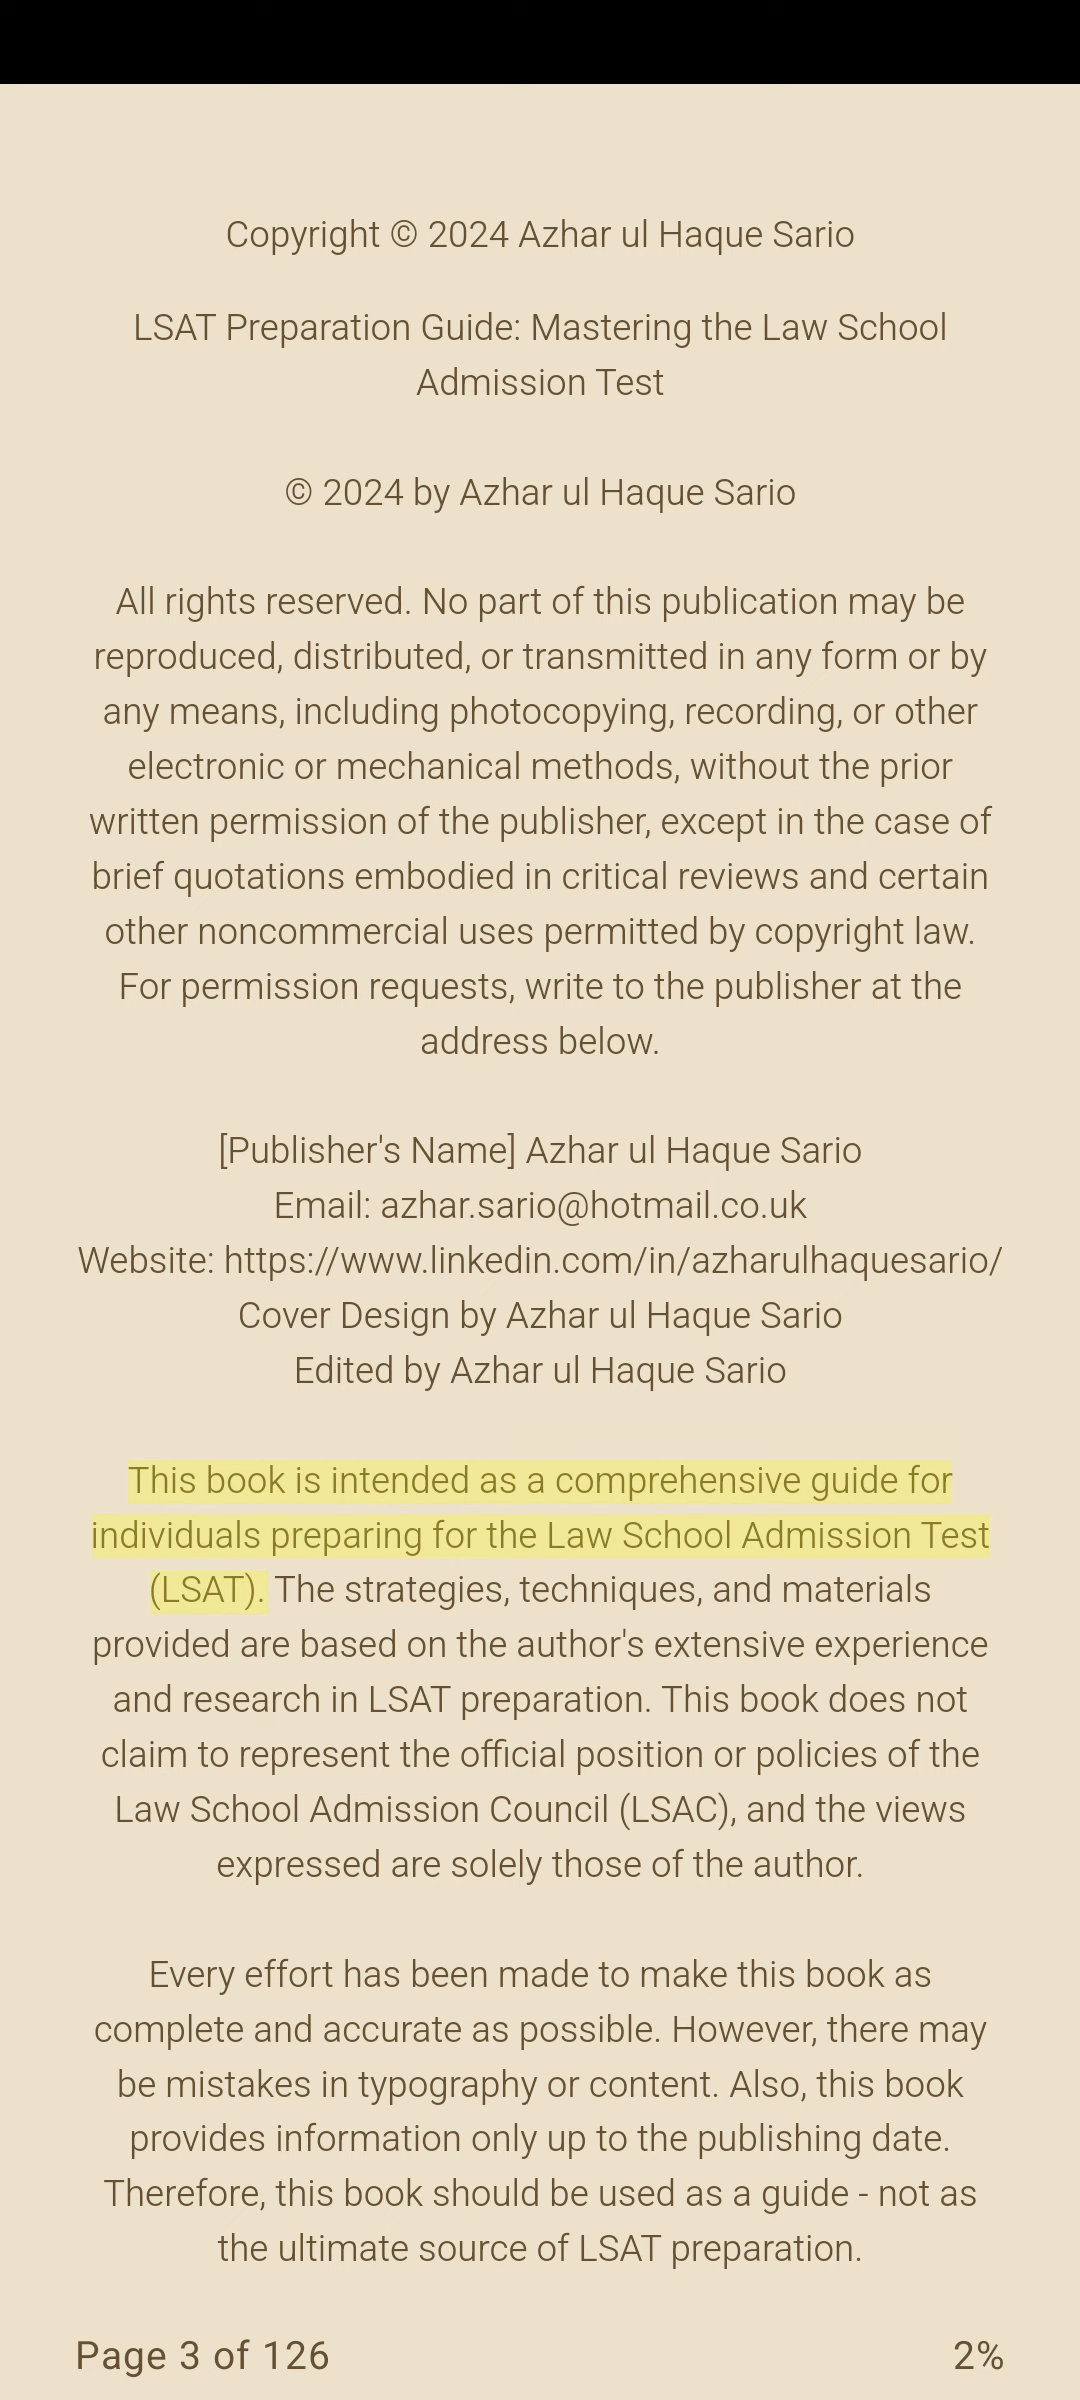 Copyright © 2024 Azhar ul Haque Sario
LSAT Preparation Guide: Mastering the Law School
Admission Test
© 2024 by Azhar ul Haque Sario
All rights reserved. No part of this publication may be
reproduced, distributed, or transmitted in any form or by
any means, including photocopying, recording, or other
electronic or mechanical methods, without the prior
written permission of the publisher, except in the case of
brief quotations embodied in critical reviews and certain
other noncommercial uses permitted by copyright law.
For permission requests, write to the publisher at the
address below.
[Publisher's Name] Azhar ul Haque Sario
Email: azhar.sario@hotmail.co.uk
Website: https://www.linkedin.com/in/azharulhaquesario/
Cover Design by Azhar ul Haque Sario
Edited by Azhar ul Haque Sario
This book is intended as a comprehensive guide for
individuals preparing for the Law School Admission Test
(LSAT). The strategies, techniques, and materials
provided are based on the author's extensive experience
and research in LSAT preparation. This book does not
claim to represent the official position or policies of the
Law School Admission Council (LSAC), and the views
expressed are solely those of the author.
Every effort has been made to make this book as
complete and accurate as possible. However, there may
be mistakes in typography or content. Also, this book
provides information only up to the publishing date.
Therefore, this book should be used as a guide - not as
the ultimate source of LSAT preparation.
Page 3 of 126
2%